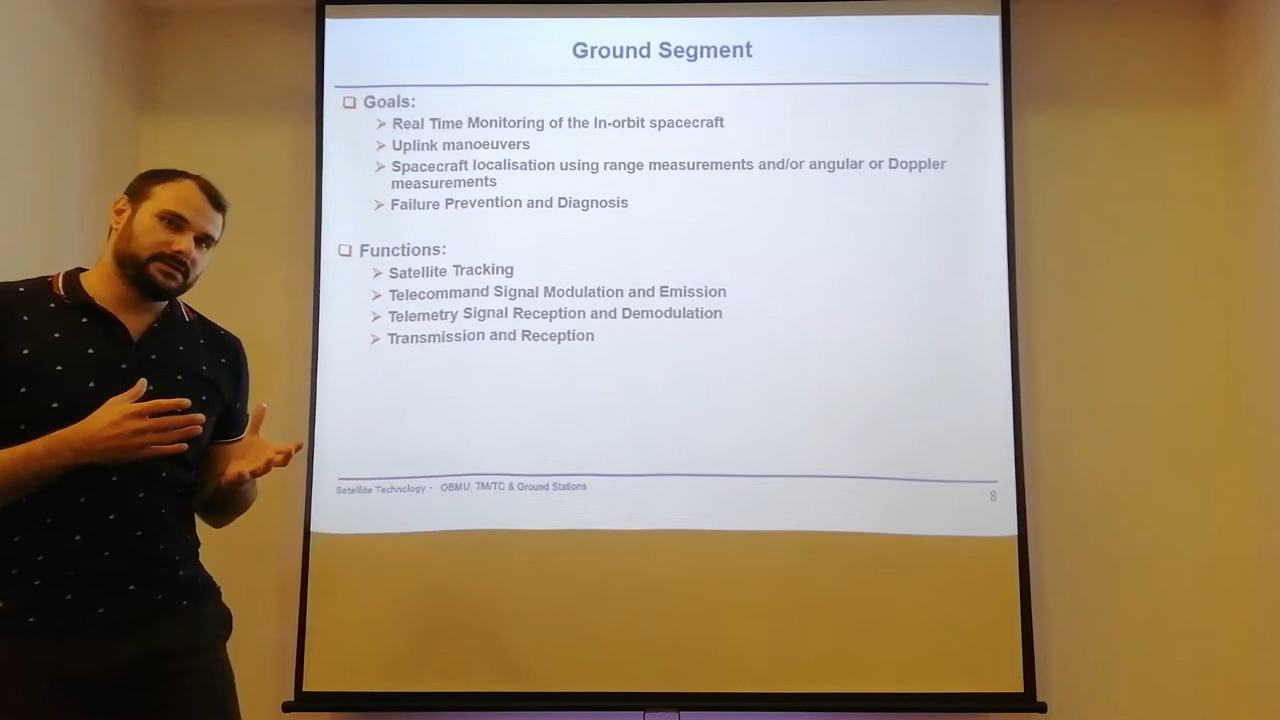 Ground Segment
Goals:
Real Time Monitoring of the In-orbit spacecraft
Uplink manoeuvers
Spacecraft localisation using range measurements and/or angular or Doppler
measurements
Failure Prevention and Diagnosis
Functions:
Satellite Tracking
Telecommand Signal Modulation and Emission
Telemetry Signal Reception and Demodulation
Transmission and Reception
Satellite Technology - OBMU, TM/TC & Ground Stations
8